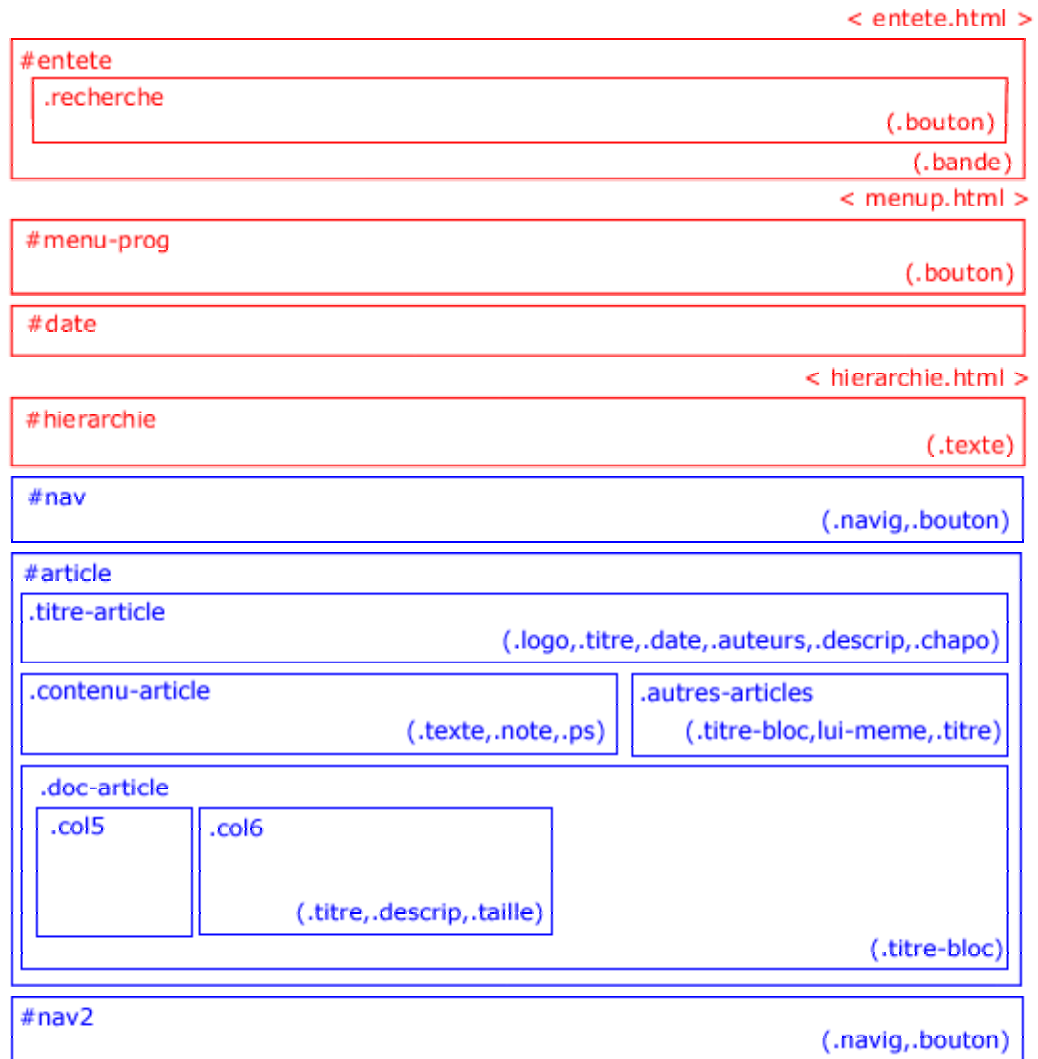 < entete.html >
#entete
.recherche
(.bouton)
(.bande)
< menup.html >
#menu-prog
(.bouton)
#date
< hierarchie.html >
#hierarchie
(.texte)
#nav
(.navig,.bouton)
#article
.titre-article
(.logo,.titre,.date,.auteurs,.descrip,.chapo)
.contenu-article
(.texte,.note,.ps)
.autres-articles
(.titre-bloc,lui-meme,.titre)
.doc-article
.col5
.col6
(.titre,.descrip,.taille)
(.titre-bloc)
#nav2
(.navig,.bouton)